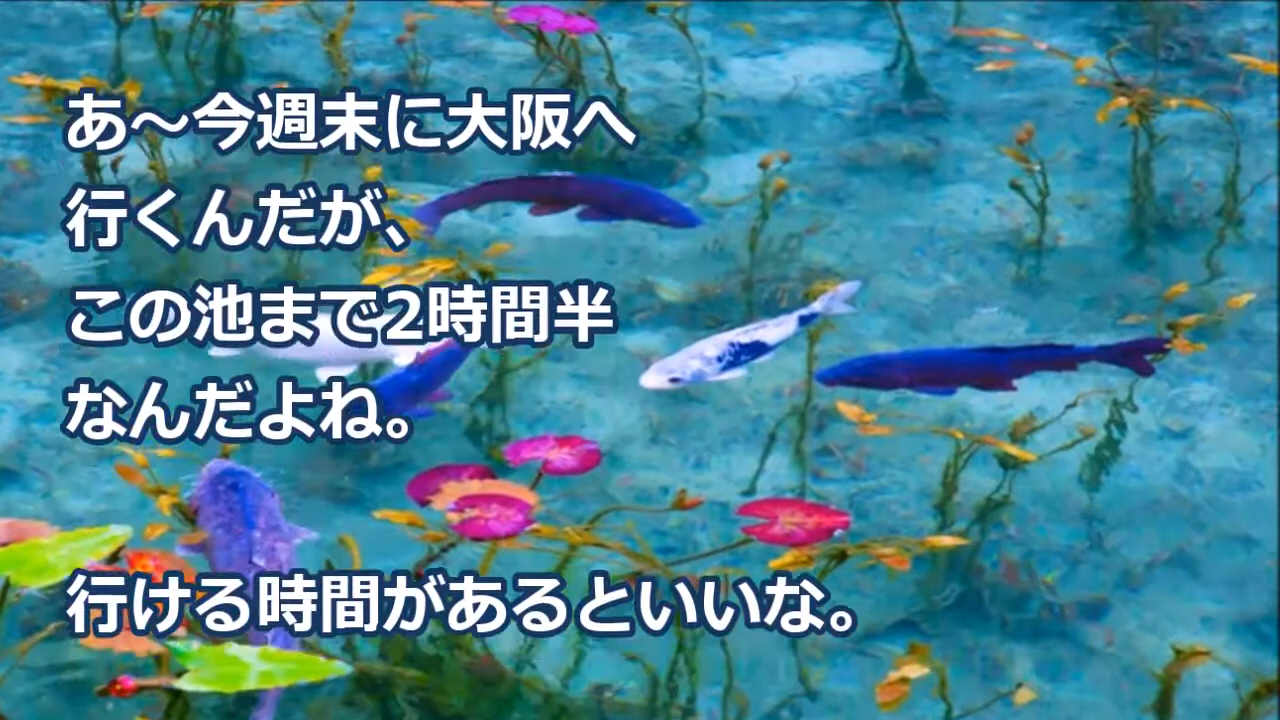 あ～今週末に大阪へ
行くんだが、
この池まで2時間半
なんだよね。
行ける時間があるといいな。